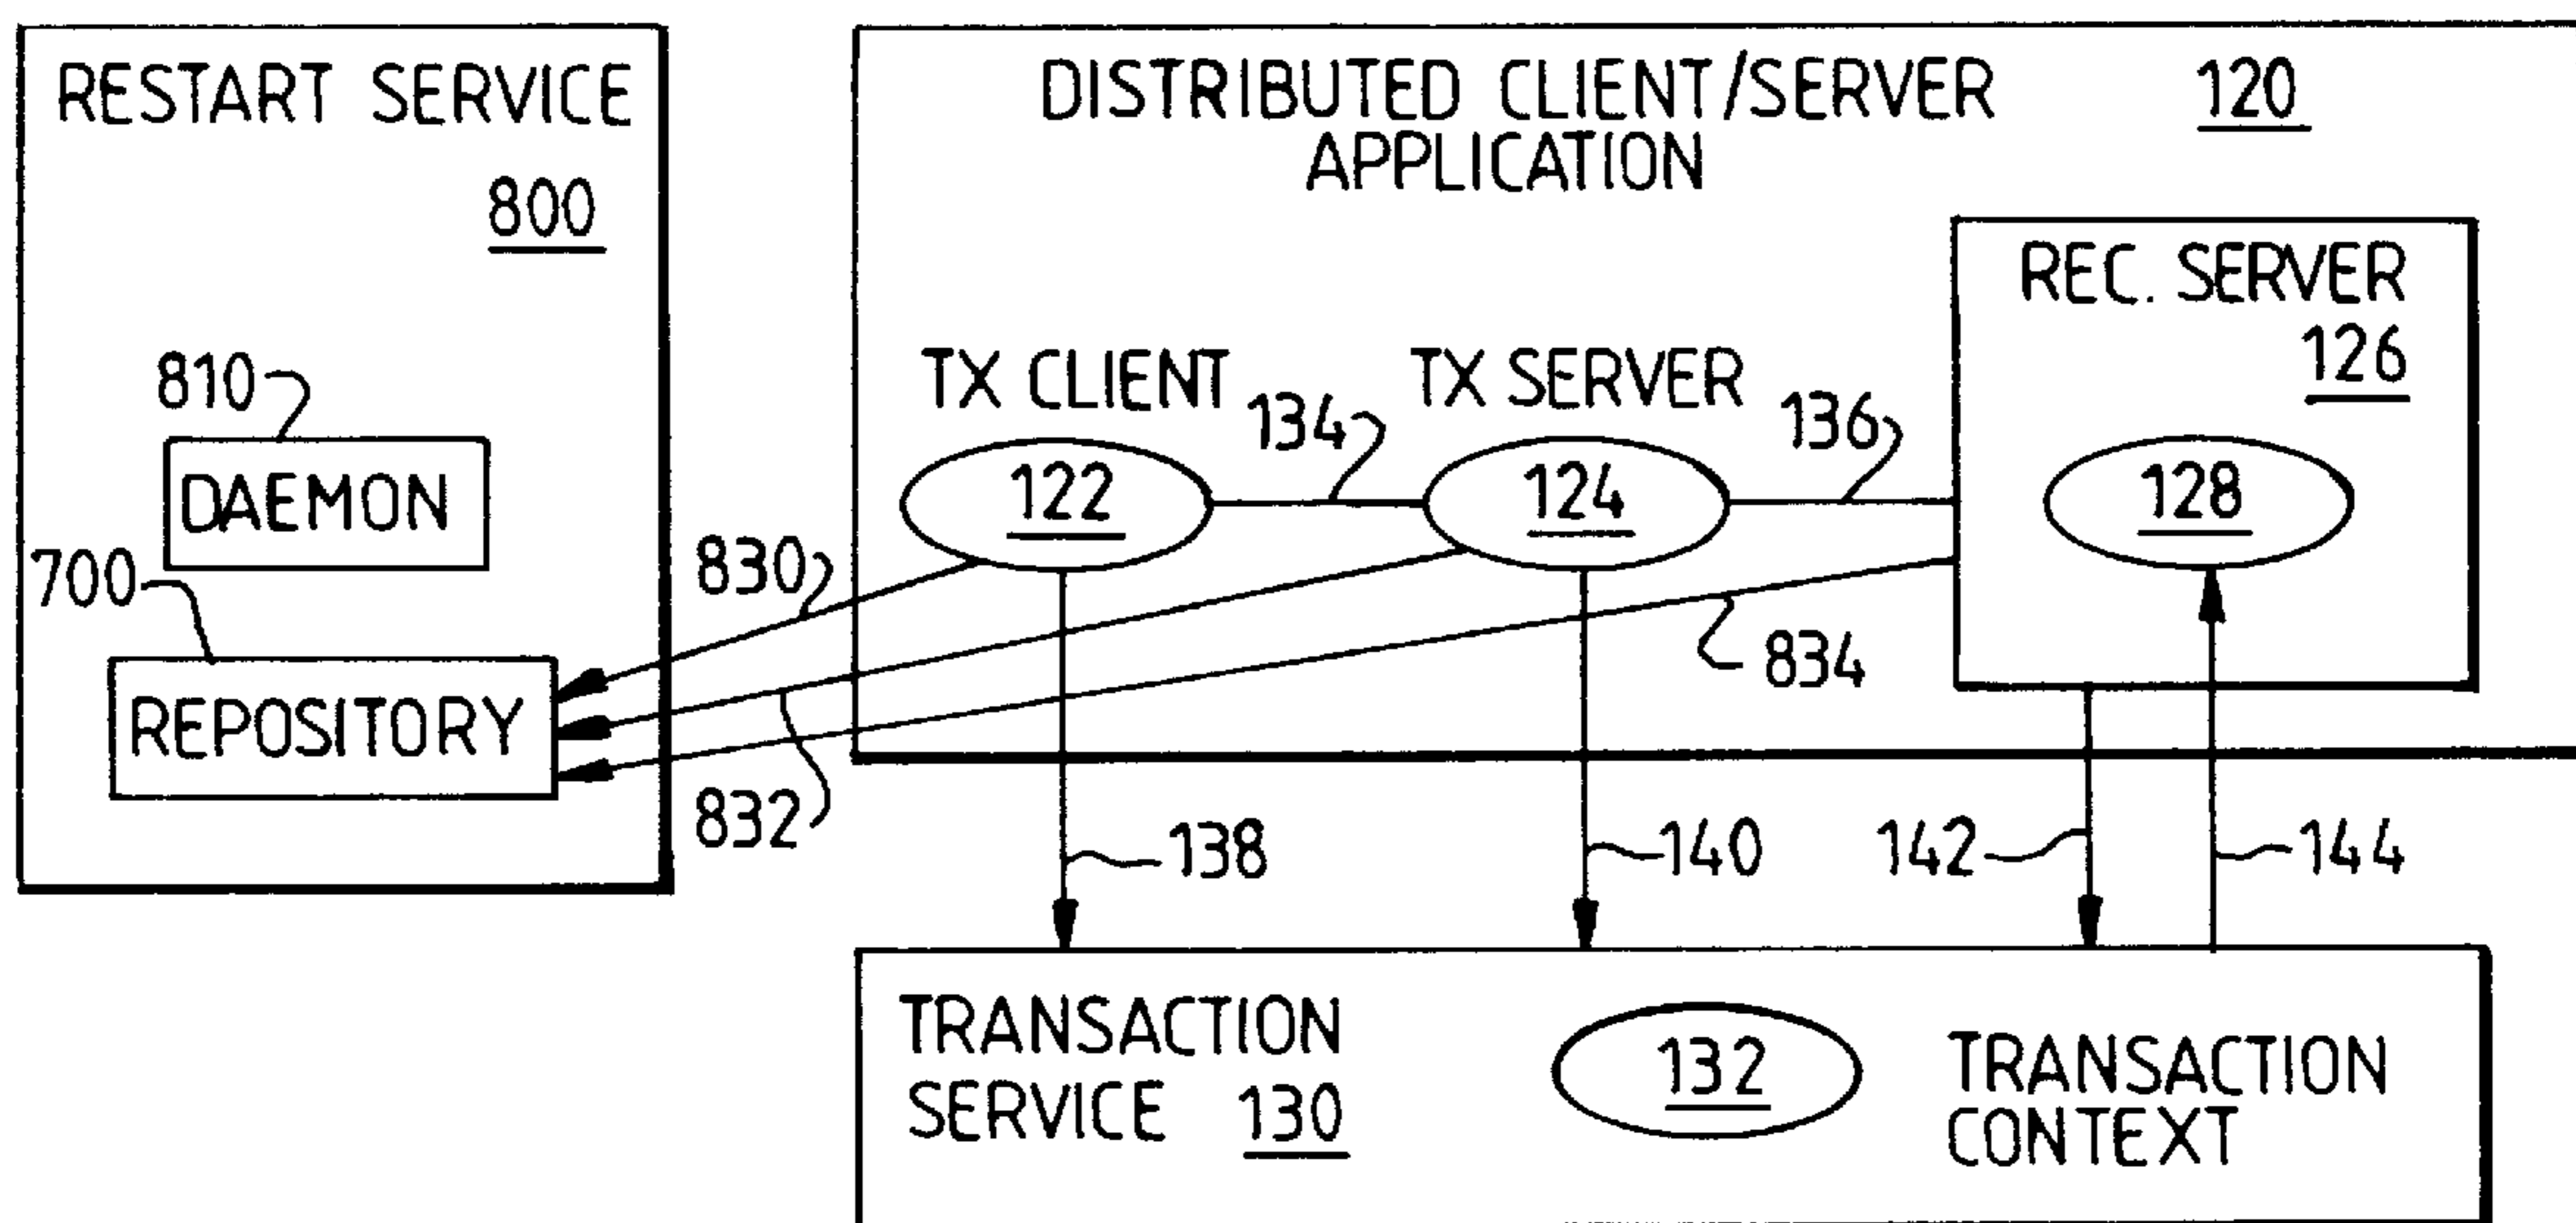 RESTART SERVICE
800
810
DAEMON
700
REPOSITORY
830
832
DISTRIBUTED CLIENT/SERVER
APPLICATION
120
TX CLIENT
122
134
TX SERVER
124
136
REC. SERVER
126
128
834
138
140
142
144
TRANSACTION
SERVICE 130
132
TRANSACTION
CONTEXT